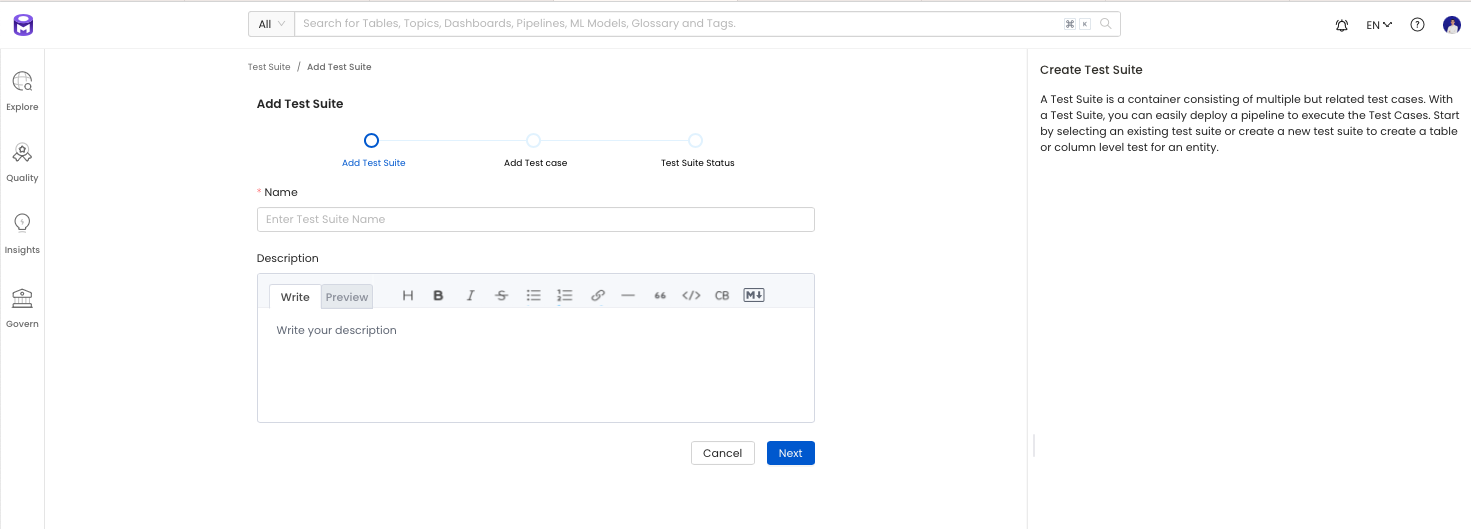 All
Search for Tables, Topics, Dashboards, Pipelines, ML Models, Glossary and Tags.
⌘ K
EN
Explore
Quality
Insights
Govern
Test Suite / Add Test Suite
Add Test Suite
Add Test Suite
Add Test case
Test Suite Status
* Name
Enter Test Suite Name
Description
Write Preview H B I S 66 </> CB M↓
Write your description
Cancel
Next
Create Test Suite
A Test Suite is a container consisting of multiple but related test cases. With
a Test Suite, you can easily deploy a pipeline to execute the Test Cases. Start
by selecting an existing test suite or create a new test suite to create a table
or column level test for an entity.